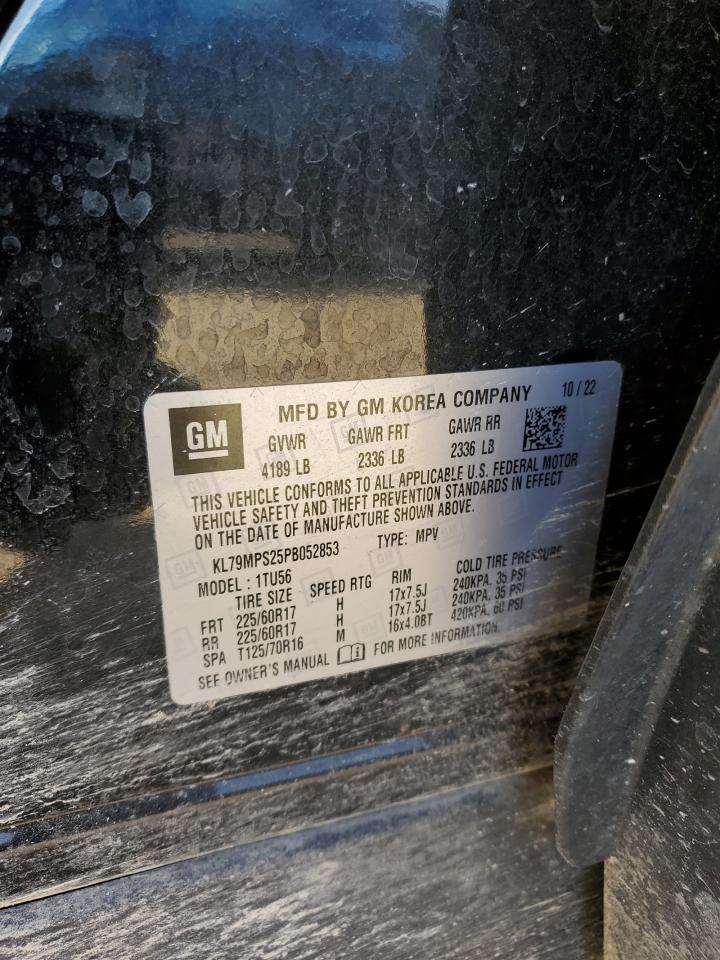 MFD BY GM KOREA COMPANY 10 / 22
GM
GVWR GAWR FRT GAWR RR
4189 LB 2336 LB 2336 LB
THIS VEHICLE CONFORMS TO ALL APPLICABLE U.S. FEDERAL MOTOR
VEHICLE SAFETY AND THEFT PREVENTION STANDARDS IN EFFECT
ON THE DATE OF MANUFACTURE SHOWN ABOVE.
KL79MPS25PB052853 TYPE: MPV
MODEL : 1TU56
TIRE SIZE SPEED RTG RIM COLD TIRE PRESSURE
FRT 225/60R17 H 17x7.5J 240KPA, 35 PSI
RR 225/60R17 H 17x7.5J 240KPA, 35 PSI
SPA T125/70R16 M 16x4.0BT 420KPA, 60 PSI
SEE OWNER'S MANUAL FOR MORE INFORMATION.